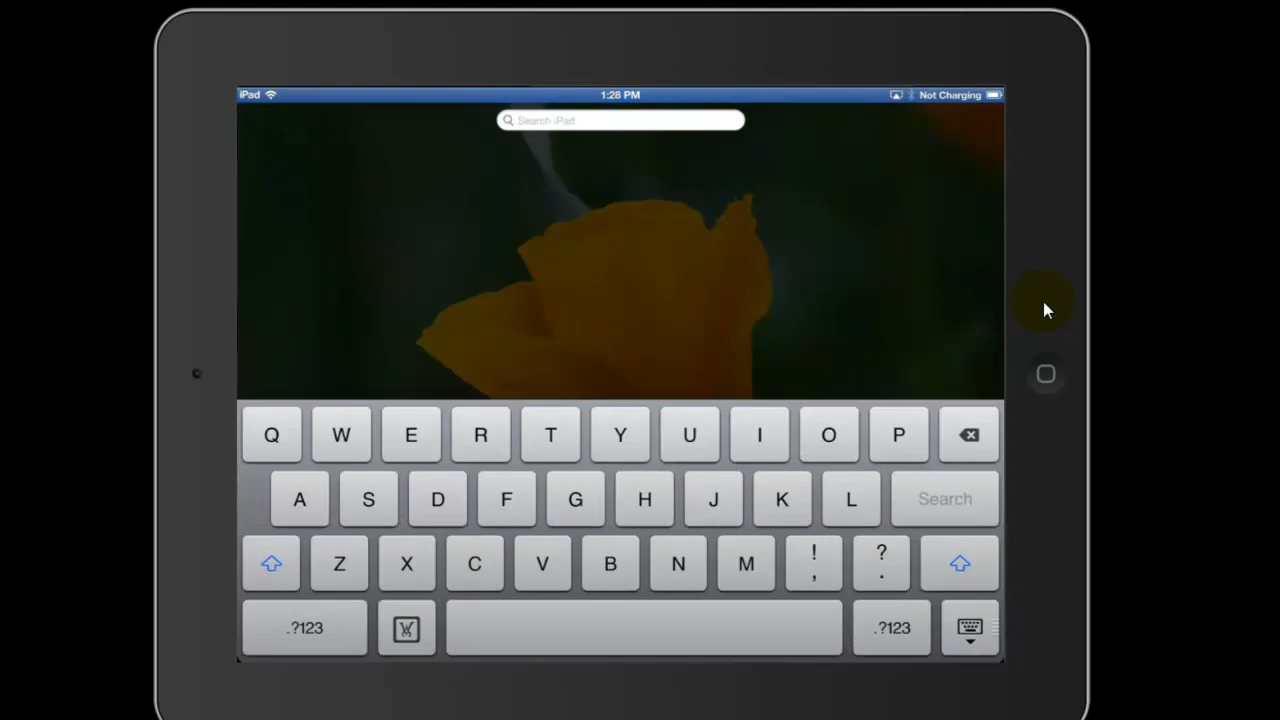 iPad 1:28 PM Not Charging
Search iPad
Q W E R T Y U I O P
A S D F G H J K L Search
Z X C V B N M ! , ? .
.?123 .?123